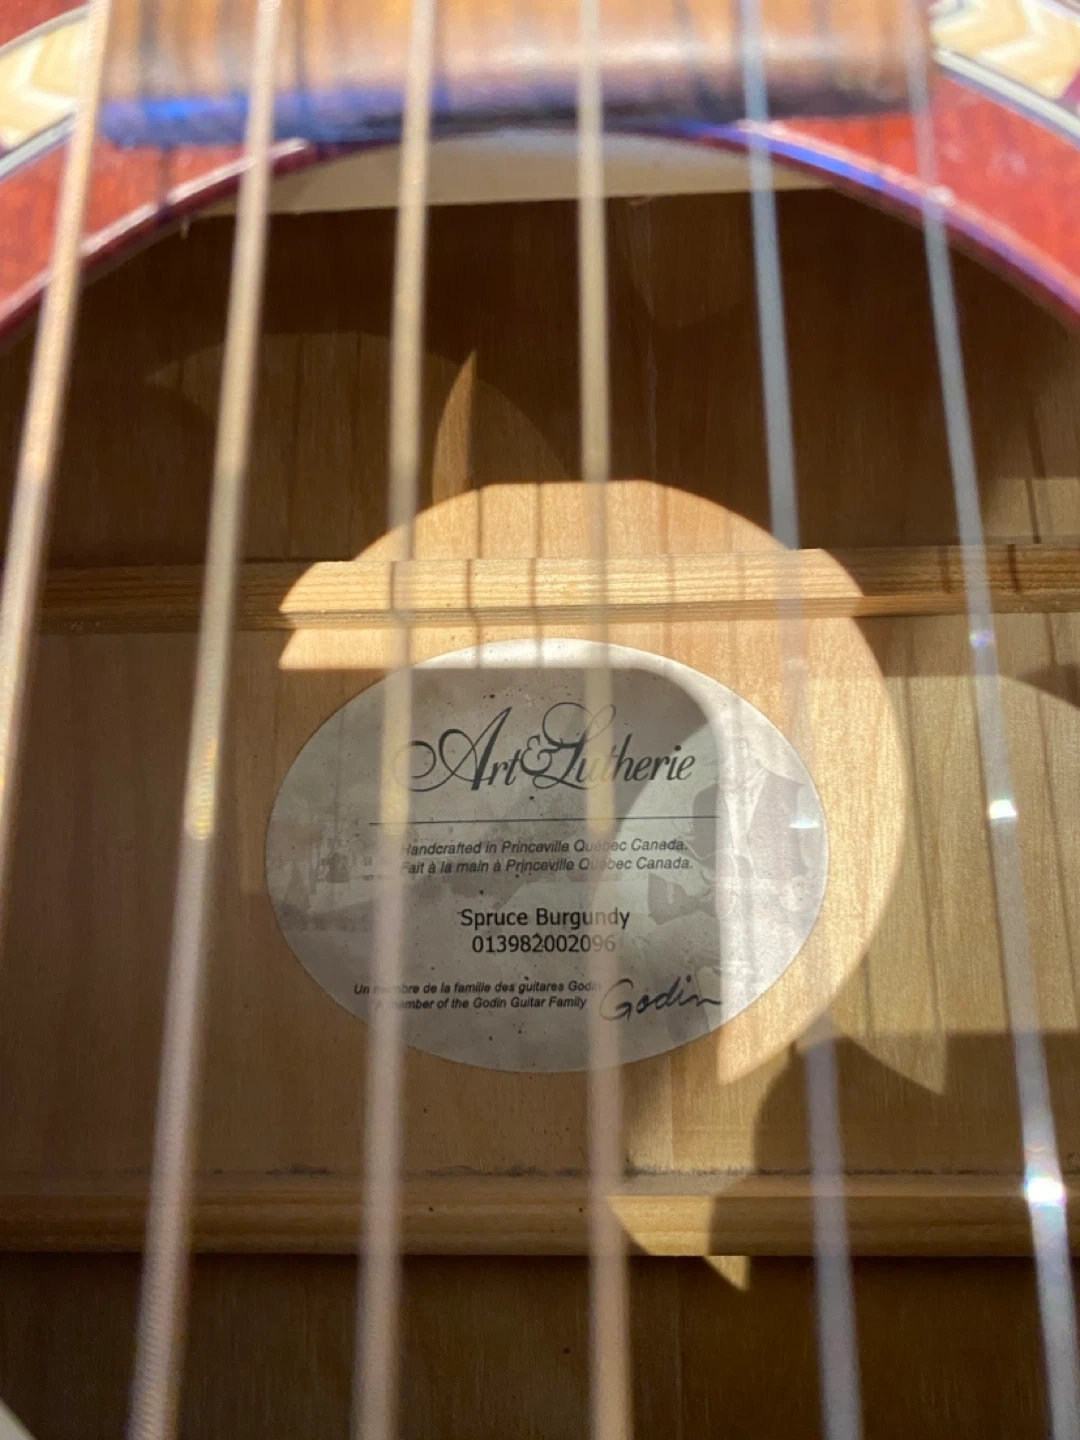 Art & Lutherie
Handcrafted in Princeville Québec Canada.
Fait à la main à Princeville Québec Canada.
Spruce Burgundy
013982002096
Un membre de la famille des guitares Godin
A member of the Godin Guitar Family
Godin